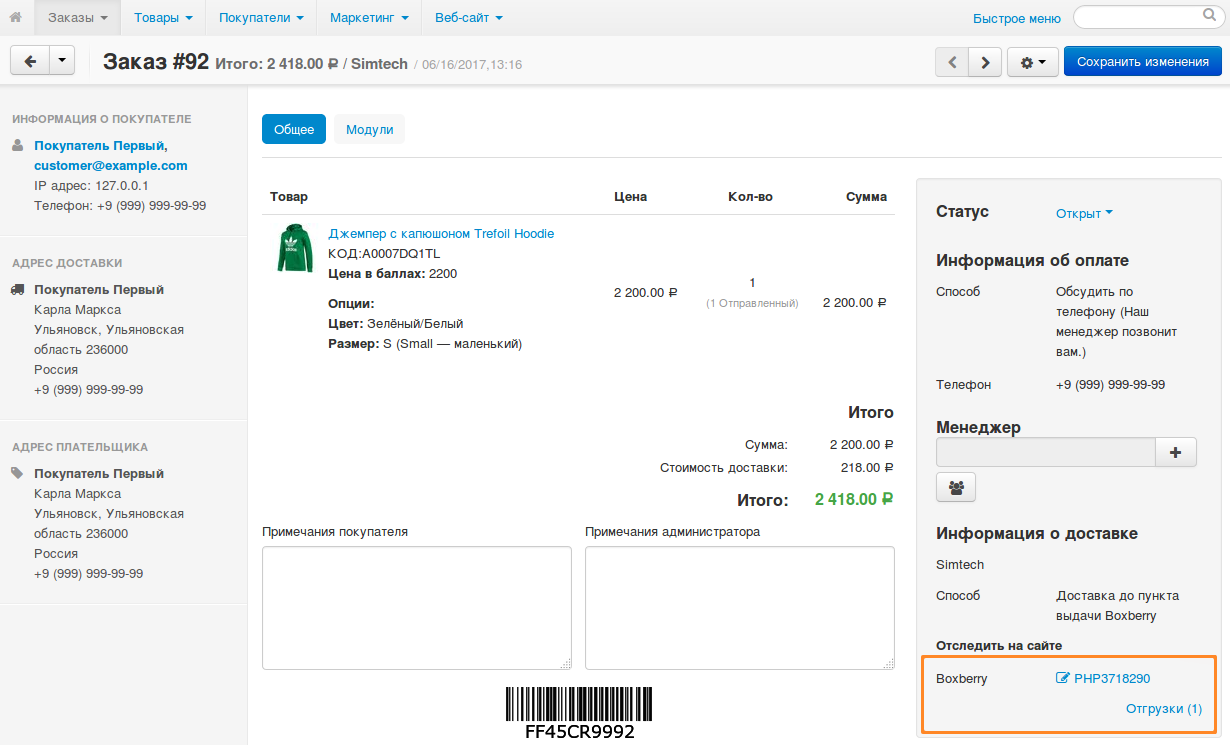 Заказы Товары Покупатели Маркетинг Веб-сайт Быстрое меню
Заказ #92 Итого: 2 418.00 ₽ / Simtech / 06/16/2017,13:16 Сохранить изменения
ИНФОРМАЦИЯ О ПОКУПАТЕЛЕ
Покупатель Первый,
customer@example.com
IP адрес: 127.0.0.1
Телефон: +9 (999) 999-99-99
АДРЕС ДОСТАВКИ
Покупатель Первый
Карла Маркса
Ульяновск, Ульяновская
область 236000
Россия
+9 (999) 999-99-99
АДРЕС ПЛАТЕЛЬЩИКА
Покупатель Первый
Карла Маркса
Ульяновск, Ульяновская
область 236000
Россия
+9 (999) 999-99-99
Общее Модули
Товар Цена Кол-во Сумма
Джемпер с капюшоном Trefoil Hoodie
КОД:A0007DQ1TL
Цена в баллах: 2200
Опции:
Цвет: Зелёный/Белый
Размер: S (Small — маленький)
2 200.00 ₽
1
(1 Отправленный)
2 200.00 ₽
Итого
Сумма: 2 200.00 ₽
Стоимость доставки: 218.00 ₽
Итого: 2 418.00 ₽
Примечания покупателя Примечания администратора
FF45CR9992
Статус Открыт
Информация об оплате
Способ Обсудить по
телефону (Наш
менеджер позвонит
вам.)
Телефон +9 (999) 999-99-99
Менеджер
Информация о доставке
Simtech
Способ Доставка до пункта
выдачи Boxberry
Отследить на сайте
Boxberry PHP3718290
Отгрузки (1)